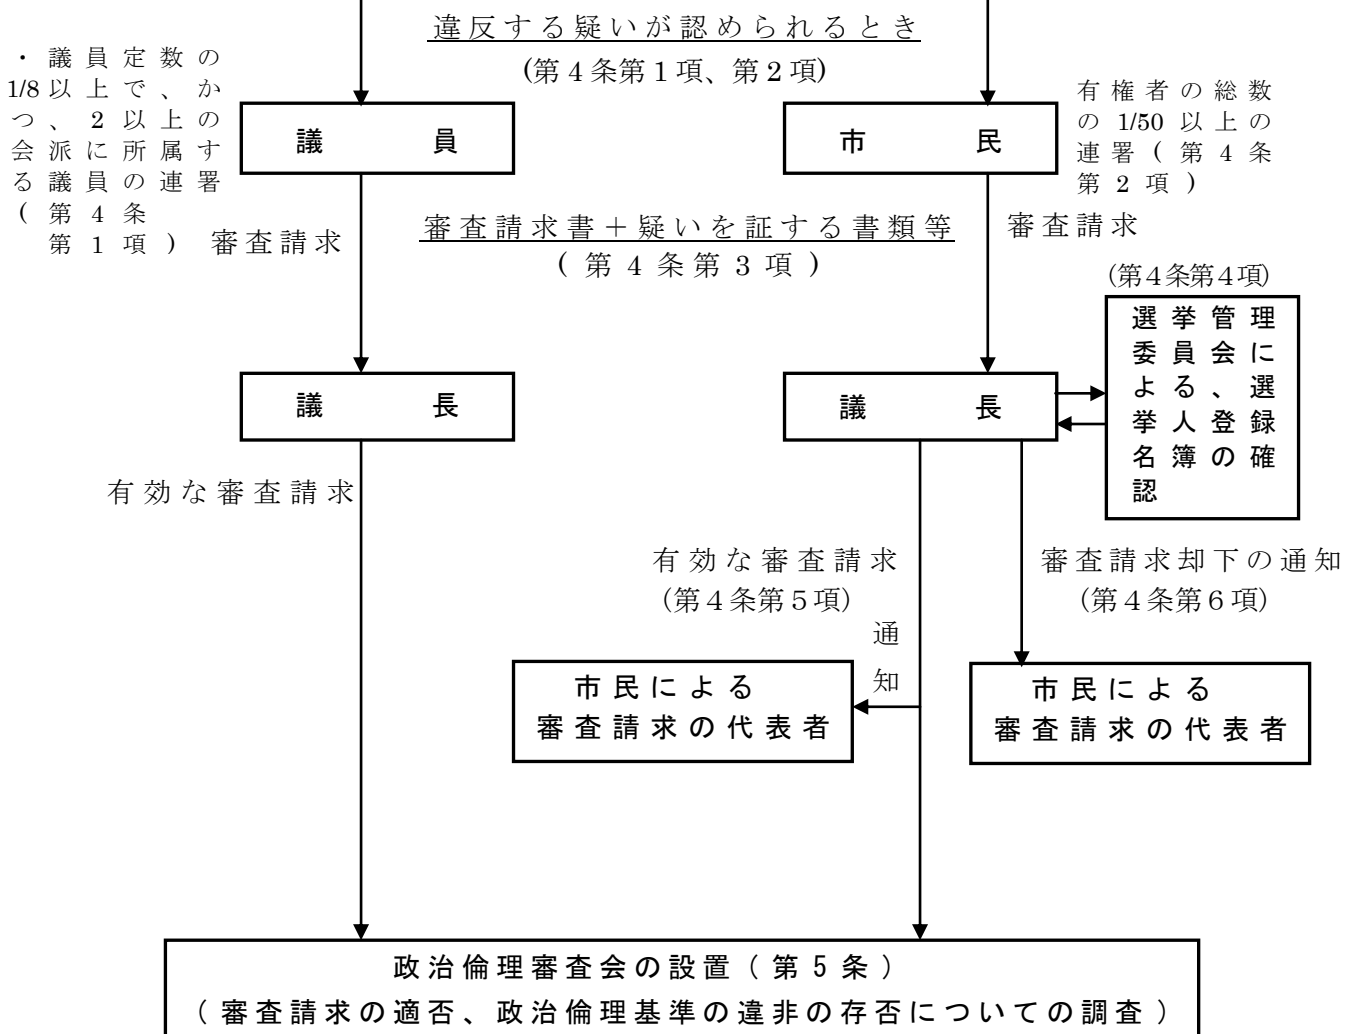 違反する疑いが認められるとき
(第4条第1項、第2項)
・議員定数の
1/8以上で、か
つ、2以上の
会派に所属す
る議員の連署
(第4条
第1項)
議　員
市　民
有権者の総数
の1/50以上の
連署(第4条
第2項)
審査請求
審査請求書＋疑いを証する書類等
(第4条第3項)
審査請求
(第4条第4項)
選挙管理
委員会に
よる、選
挙人登録
名簿の確
認
議　長
議　長
有効な審査請求
有効な審査請求
(第4条第5項)
審査請求却下の通知
(第4条第6項)
通
知
市民による
審査請求の代表者
市民による
審査請求の代表者
政治倫理審査会の設置(第5条)
(審査請求の適否、政治倫理基準の違非の存否についての調査)